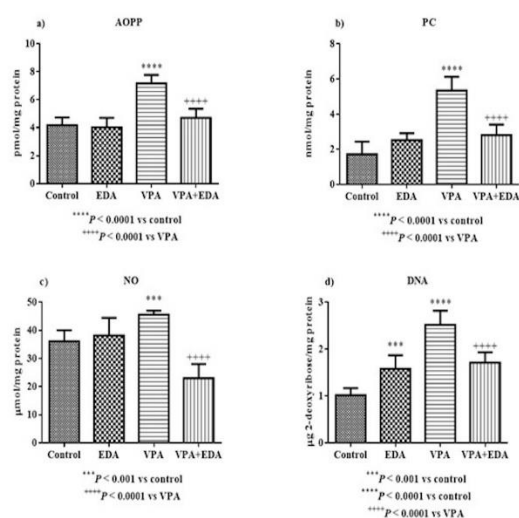 a) AOPP
pmol/mg protein
10
8
6
4
2
0
****
++++
Control EDA VPA VPA+EDA
****P < 0.0001 vs control
++++P < 0.0001 vs VPA
b) PC
nmol/mg protein
8
6
4
2
0
****
++++
Control EDA VPA VPA+EDA
****P < 0.0001 vs control
++++P < 0.0001 vs VPA
c) NO
μmol/mg protein
50
40
30
20
10
0
***
++++
Control EDA VPA VPA+EDA
***P < 0.001 vs control
++++P < 0.0001 vs VPA
d) DNA
μg 2-deoxyribose/mg protein
3
2
1
0
***
****
++++
Control EDA VPA VPA+EDA
***P < 0.001 vs control
****P < 0.0001 vs control
++++P < 0.0001 vs VPA